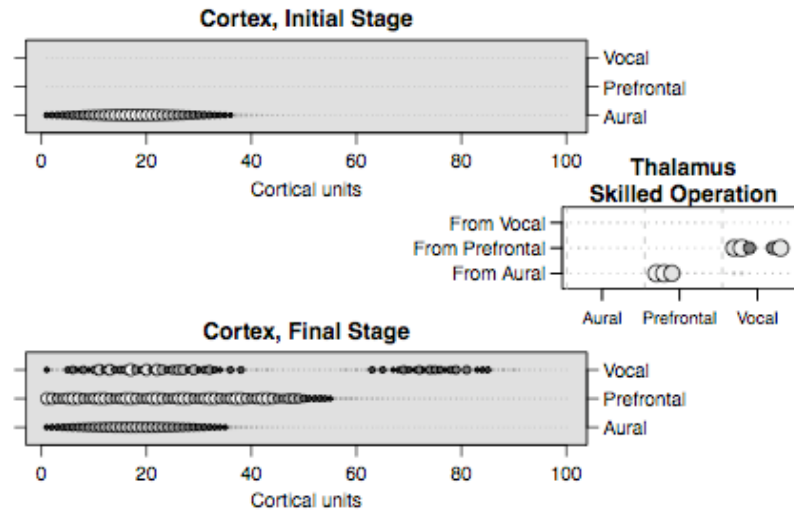 Cortex, Initial Stage
Vocal
Prefrontal
Aural
0 20 40 60 80 100
Cortical units
Thalamus
Skilled Operation
From Vocal
From Prefrontal
From Aural
Aural Prefrontal Vocal
Cortex, Final Stage
Vocal
Prefrontal
Aural
0 20 40 60 80 100
Cortical units